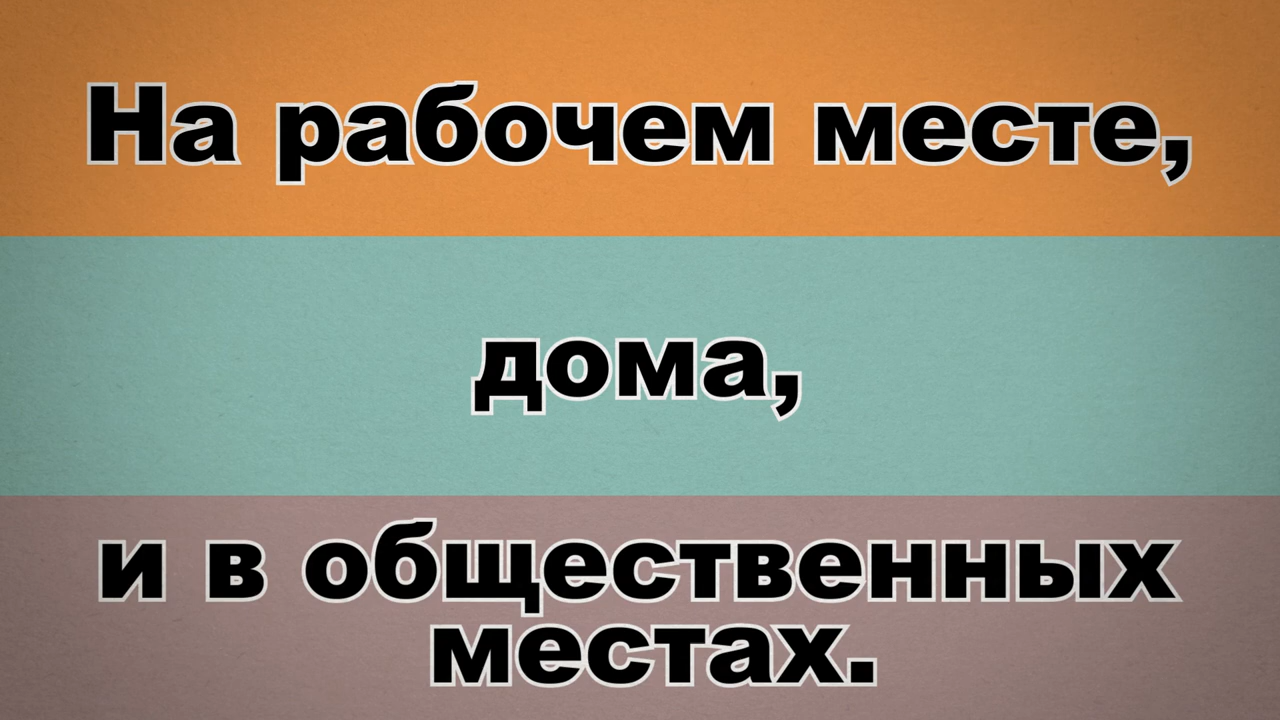 На рабочем месте,
дома,
и в общественных
местах.